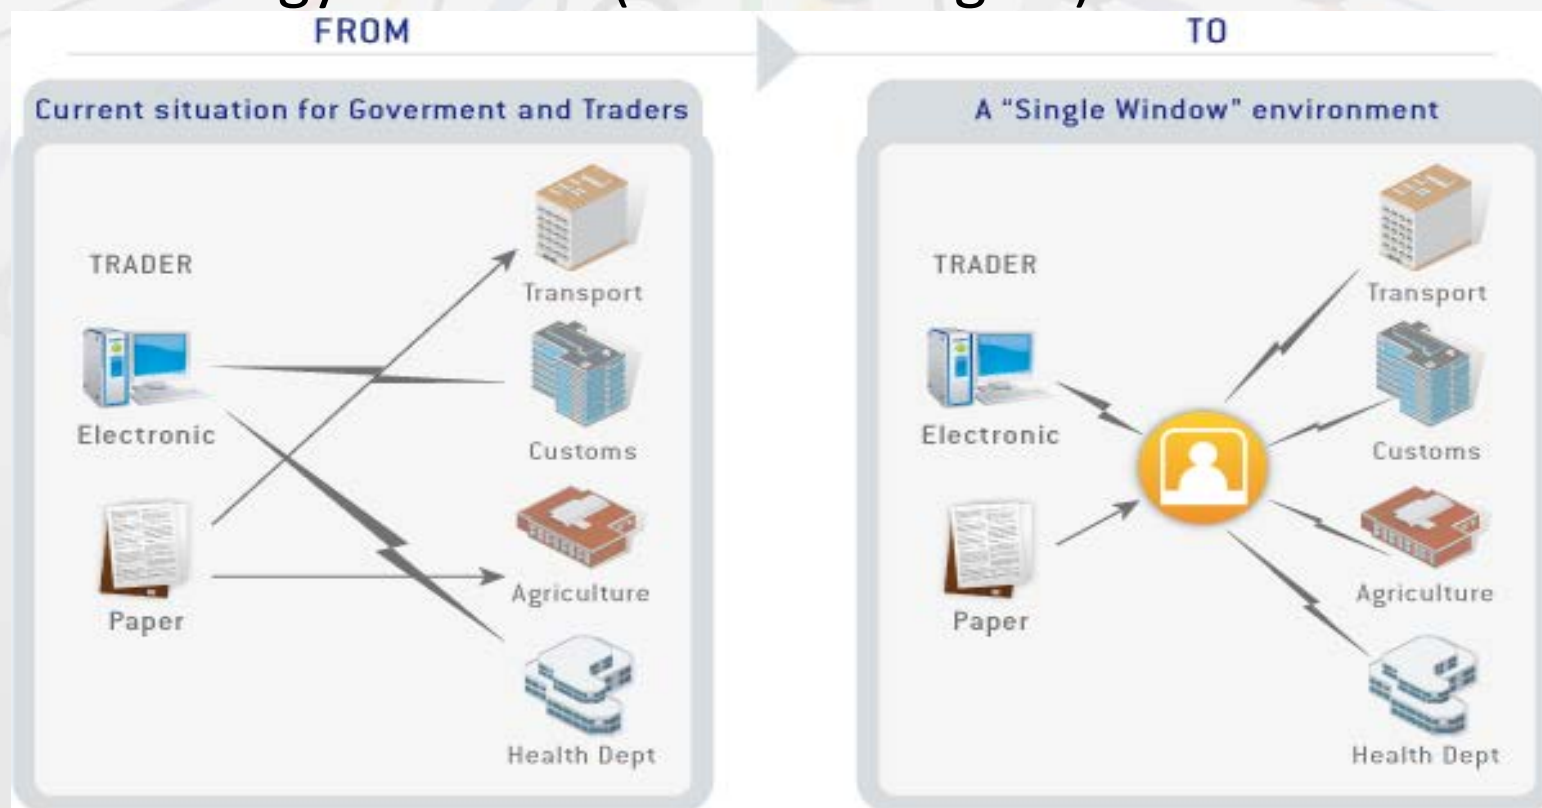 FROM
TO
Current situation for Goverment and Traders
TRADER
Transport
Electronic
Customs
Paper
Agriculture
Health Dept
A "Single Window" environment
TRADER
Transport
Electronic
Customs
Paper
Agriculture
Health Dept